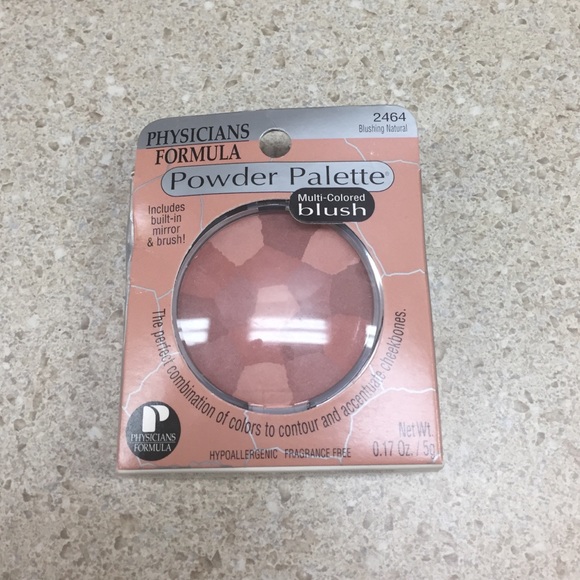 2464
Blushing Natural
PHYSICIANS
FORMULA
Powder Palette®
Multi-Colored
blush
Includes
built-in
mirror
& brush!
The perfect combination of colors to contour and accentuate cheekbones.
P
PHYSICIANS
FORMULA
Net Wt.
0.17 Oz. / 5g
HYPOALLERGENIC FRAGRANCE FREE